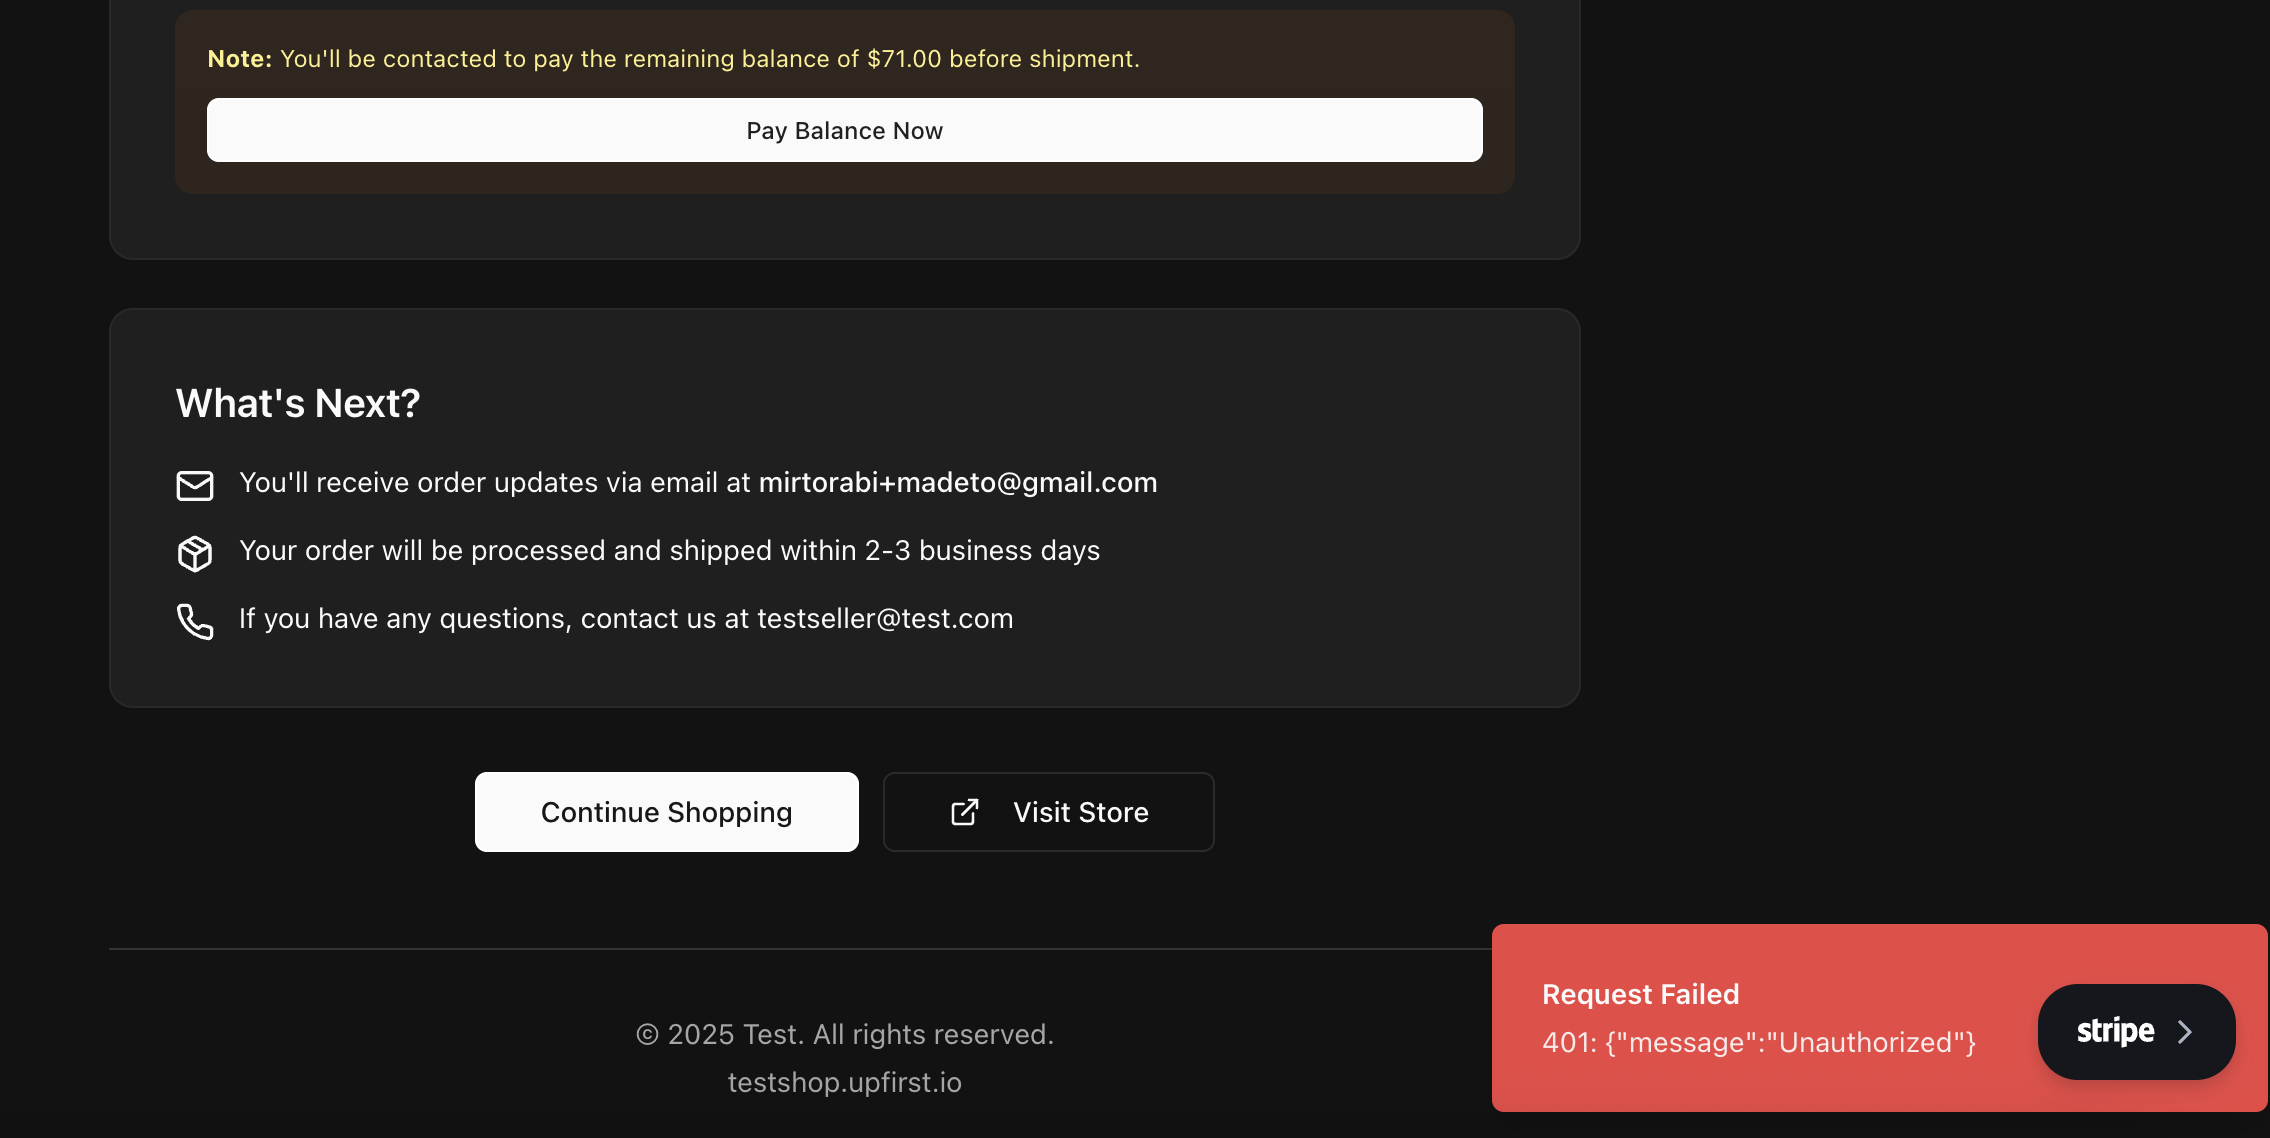 Note: You'll be contacted to pay the remaining balance of $71.00 before shipment.
Pay Balance Now
What's Next?
You'll receive order updates via email at mirtorabi+madeto@gmail.com
Your order will be processed and shipped within 2-3 business days
If you have any questions, contact us at testseller@test.com
Continue Shopping
Visit Store
© 2025 Test. All rights reserved.
testshop.upfirst.io
Request Failed
401: {"message":"Unauthorized"}
stripe